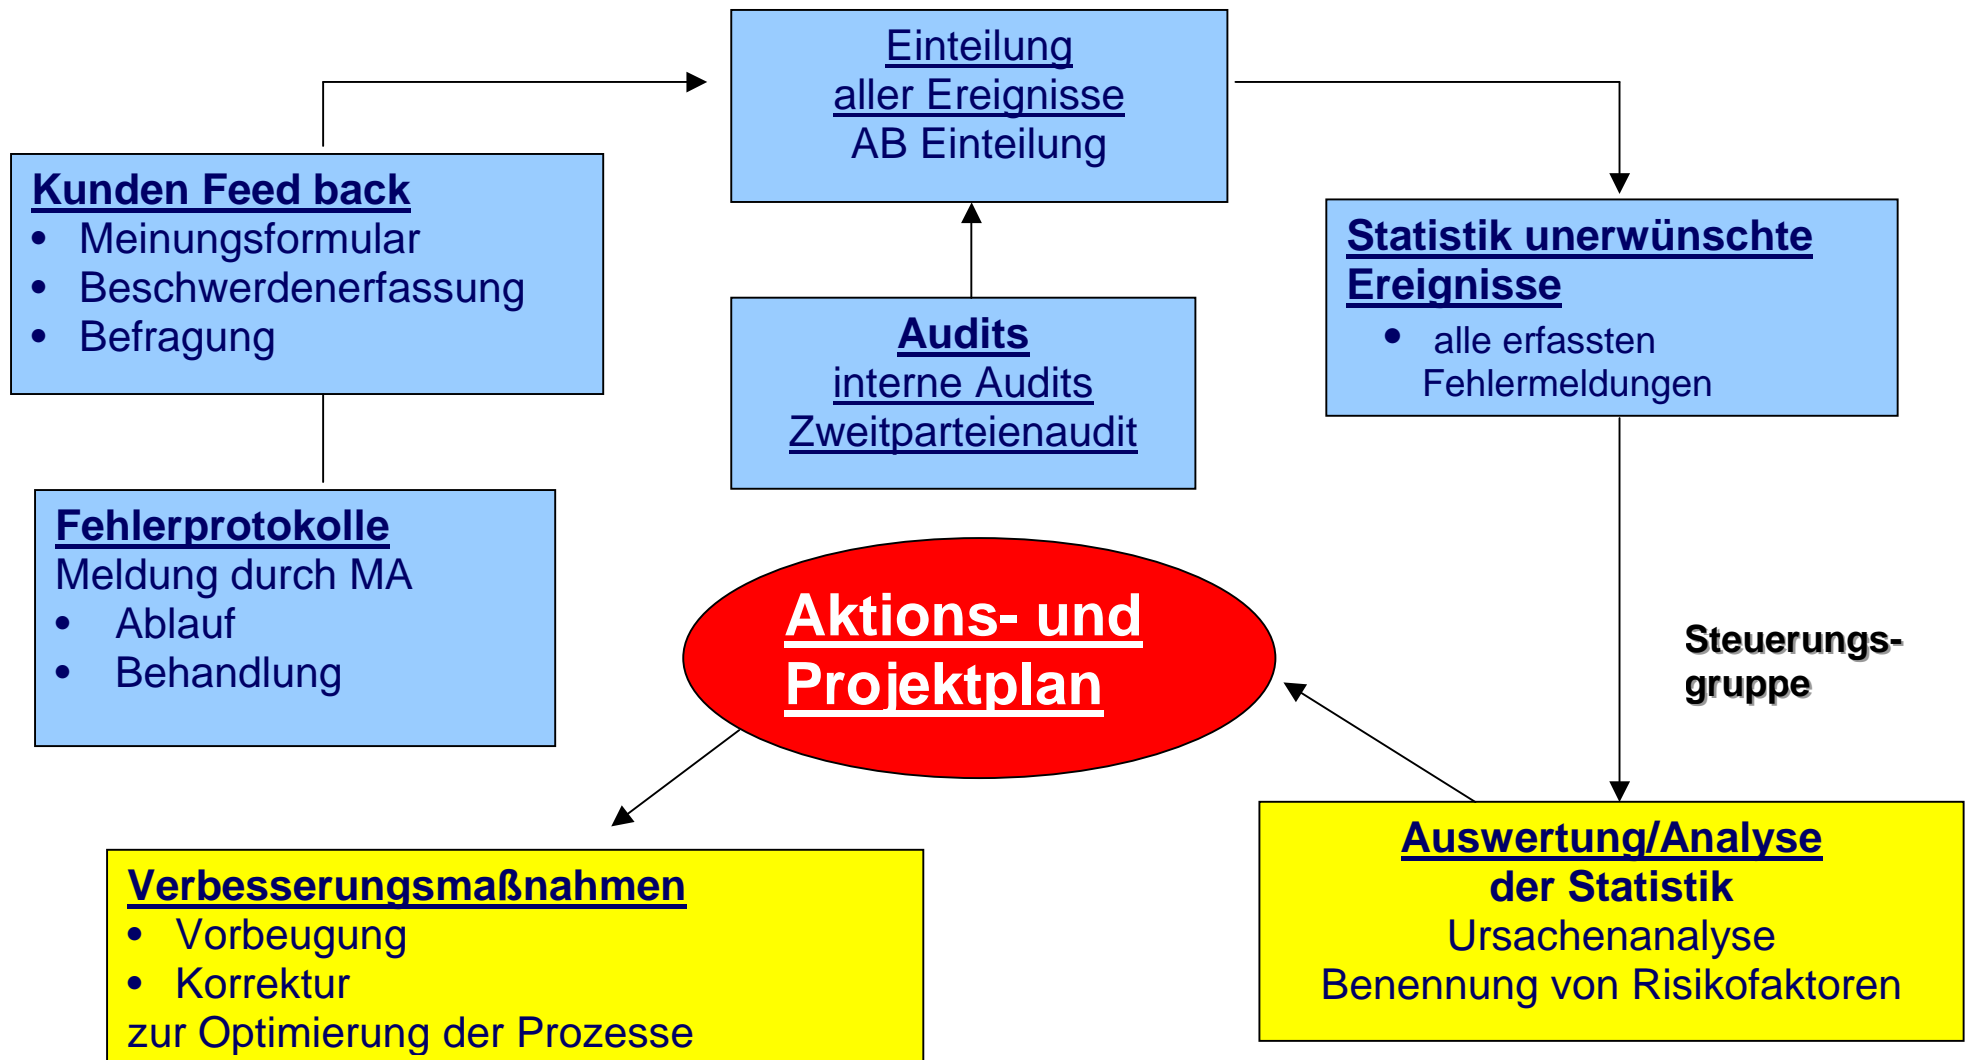 Einteilung
aller Ereignisse
AB Einteilung
Kunden Feed back
• Meinungsformular
• Beschwerdenerfassung
• Befragung
Statistik unerwünschte
Ereignisse
• alle erfassten
Fehlermeldungen
Audits
interne Audits
Zweitparteienaudit
Fehlerprotokolle
Meldung durch MA
• Ablauf
• Behandlung
Aktions- und
Projektplan
Steuerungs-
gruppe
Verbesserungsmaßnahmen
• Vorbeugung
• Korrektur
zur Optimierung der Prozesse
Auswertung/Analyse
der Statistik
Ursachenanalyse
Benennung von Risikofaktoren